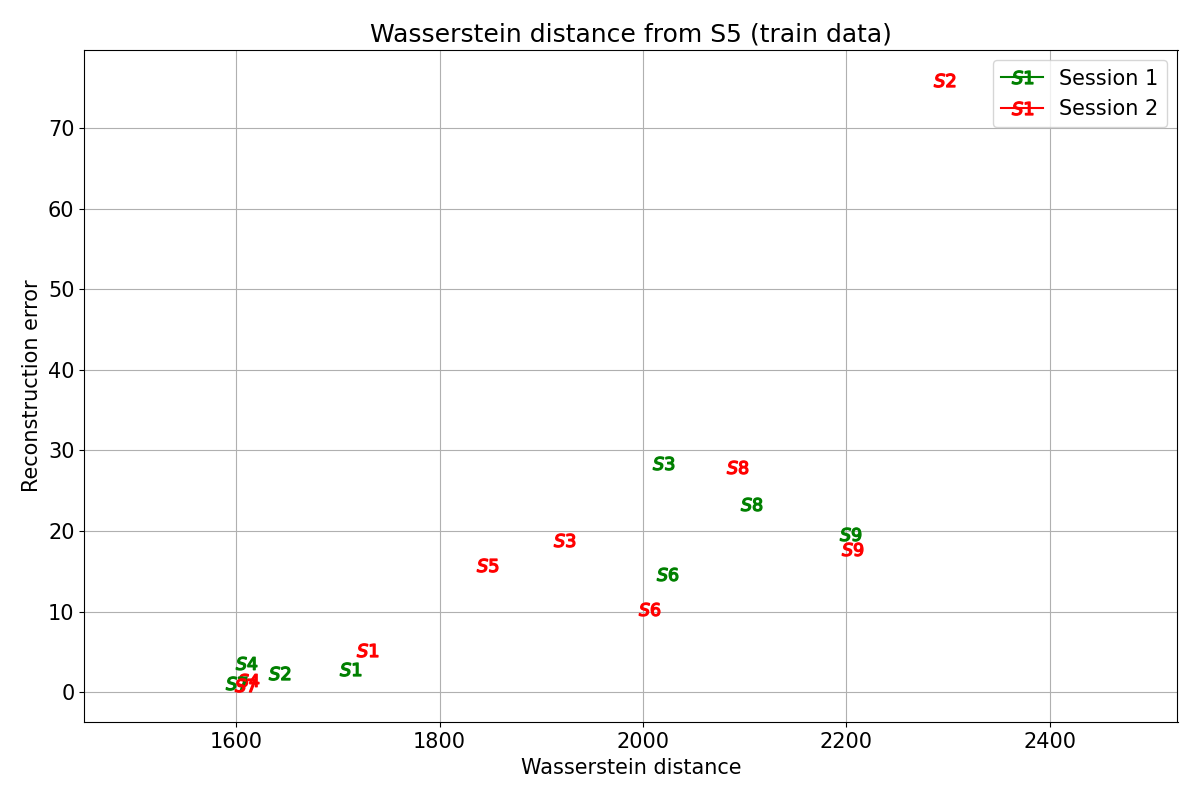 Wasserstein distance from S5 (train data)
S1 Session 1
S1 Session 2
S2
70
60
50
40
30
20
10
0
Reconstruction error
S3
S8
S8
S9
S9
S3
S5
S6
S6
S1
S1
S2
S4
S4
S7
1600
1800
2000
2200
2400
Wasserstein distance